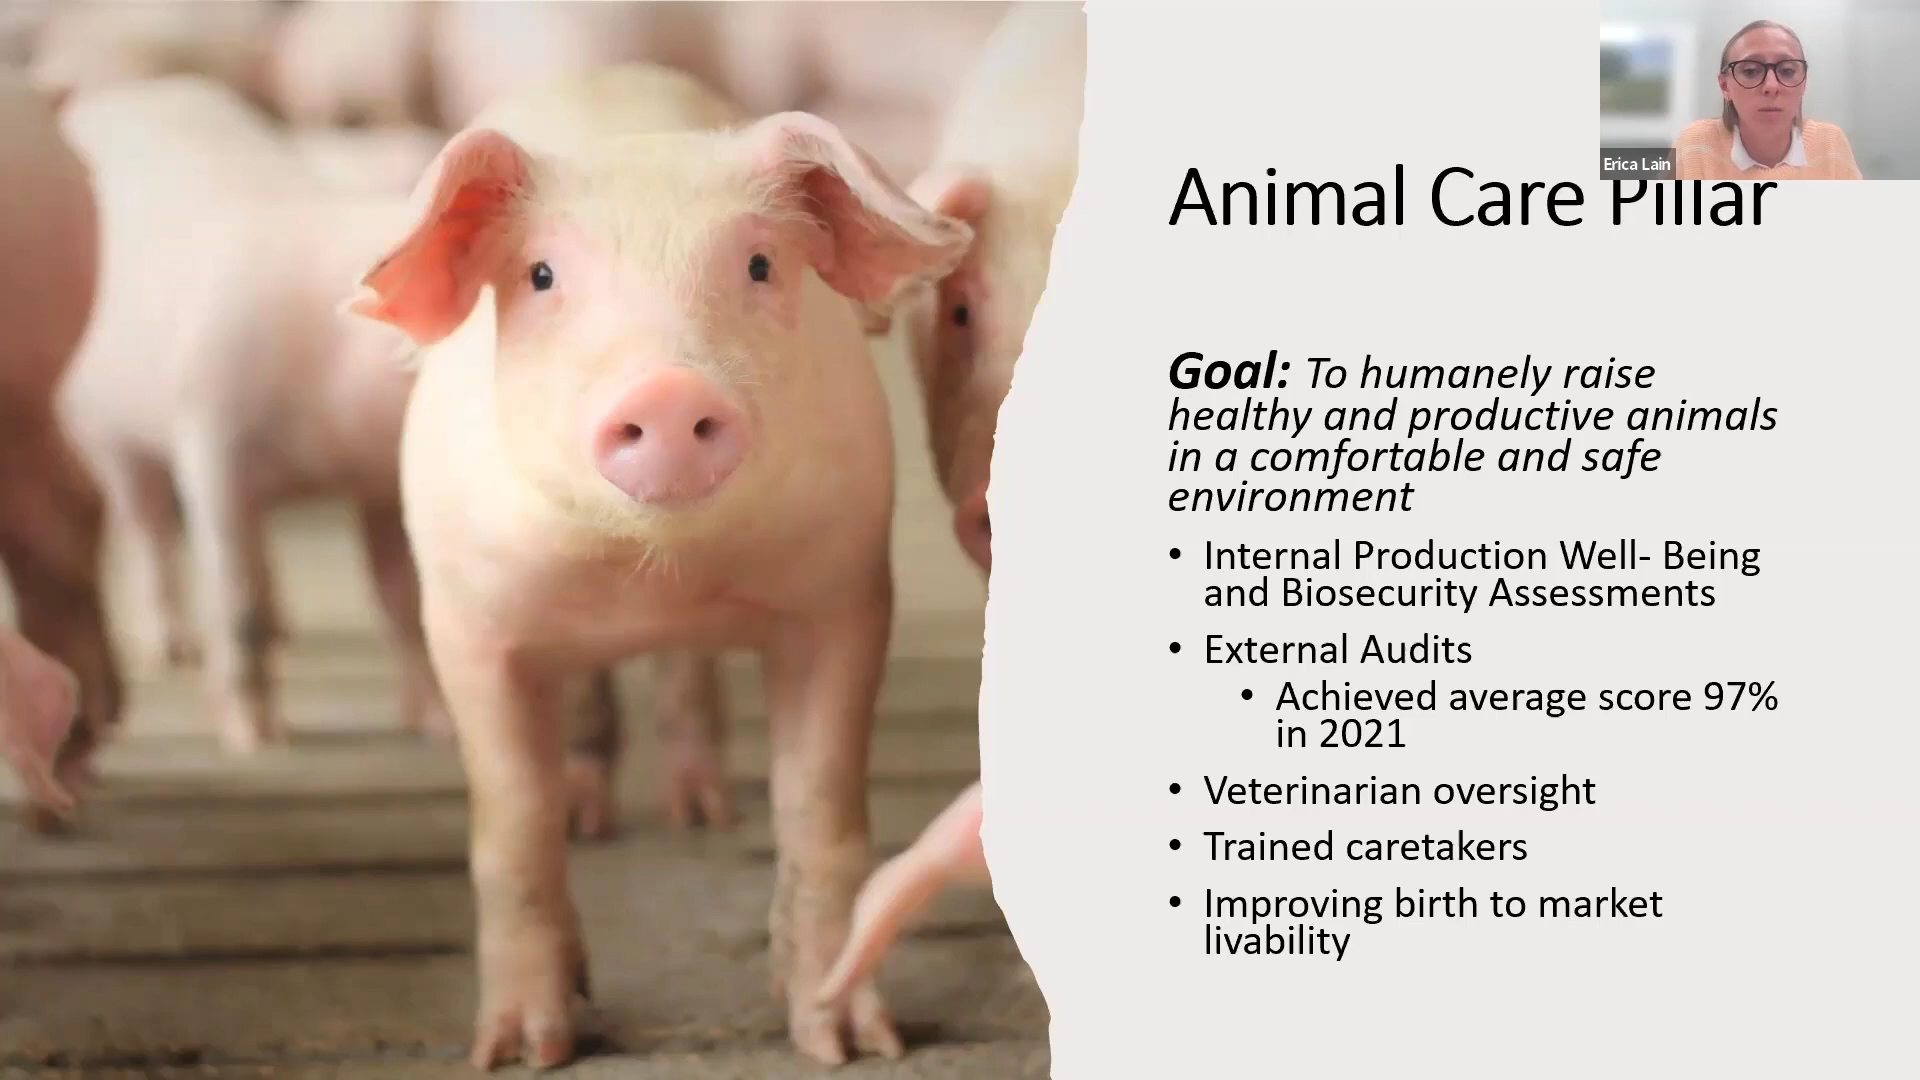 Erica Lain
Animal Care Pillar
Goal: To humanely raise
healthy and productive animals
in a comfortable and safe
environment
• Internal Production Well- Being
and Biosecurity Assessments
• External Audits
• Achieved average score 97%
in 2021
• Veterinarian oversight
• Trained caretakers
• Improving birth to market
livability